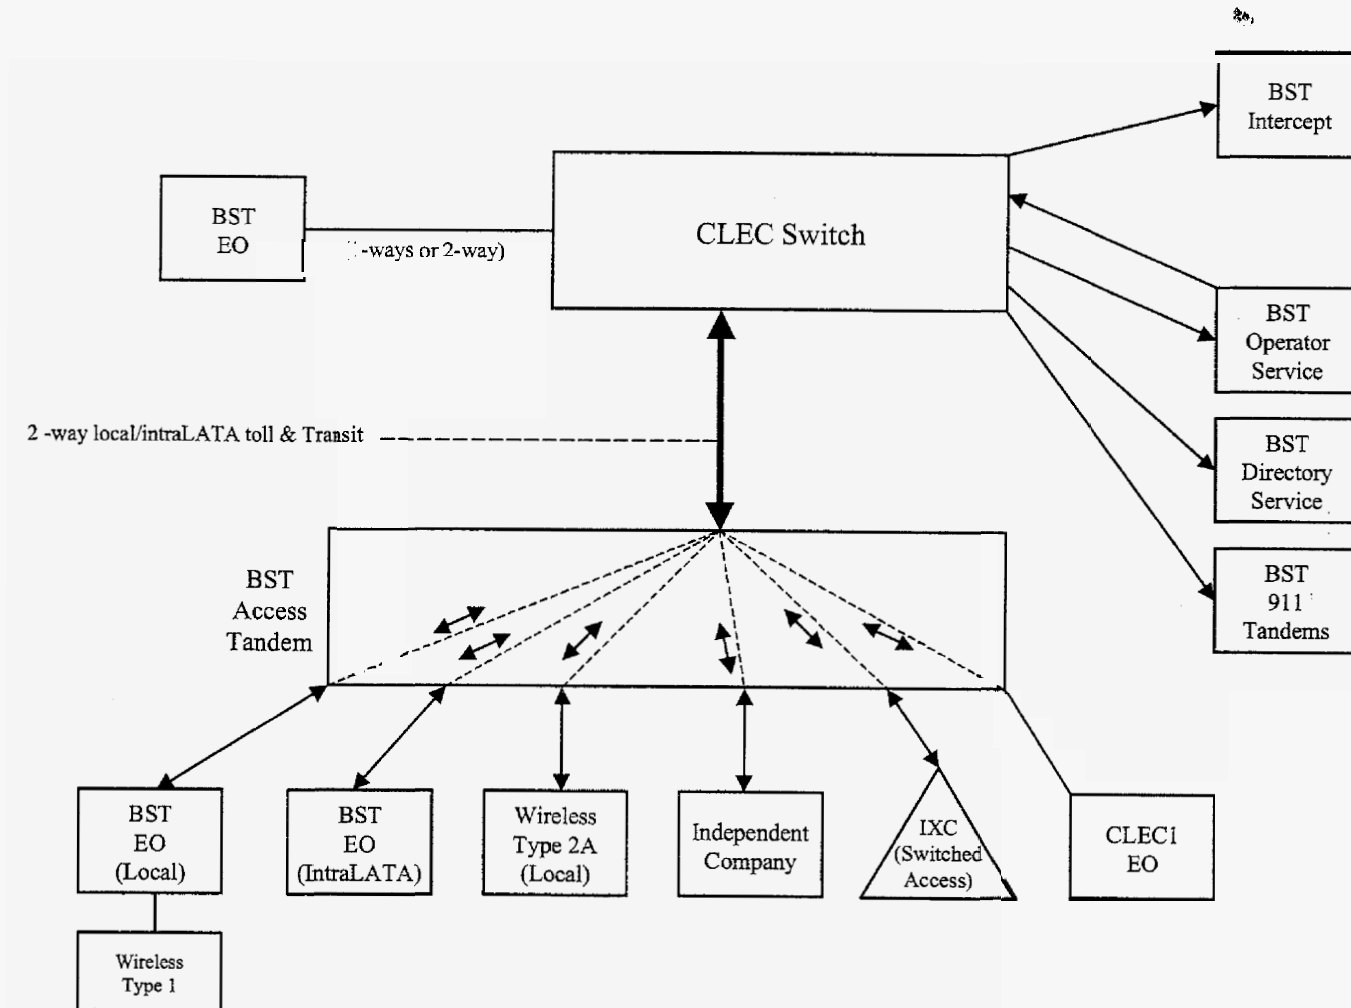 BST
Intercept
BST
EO
-ways or 2-way)
CLEC Switch
BST
Operator
Service
2 -way local/intraLATA toll & Transit
BST
Directory
Service
BST
Access
Tandem
BST
911
Tandems
BST
EO
(Local)
BST
EO
(IntraLATA)
Wireless
Type 2A
(Local)
Independent
Company
IXC
(Switched
Access)
CLEC1
EO
Wireless
Type 1